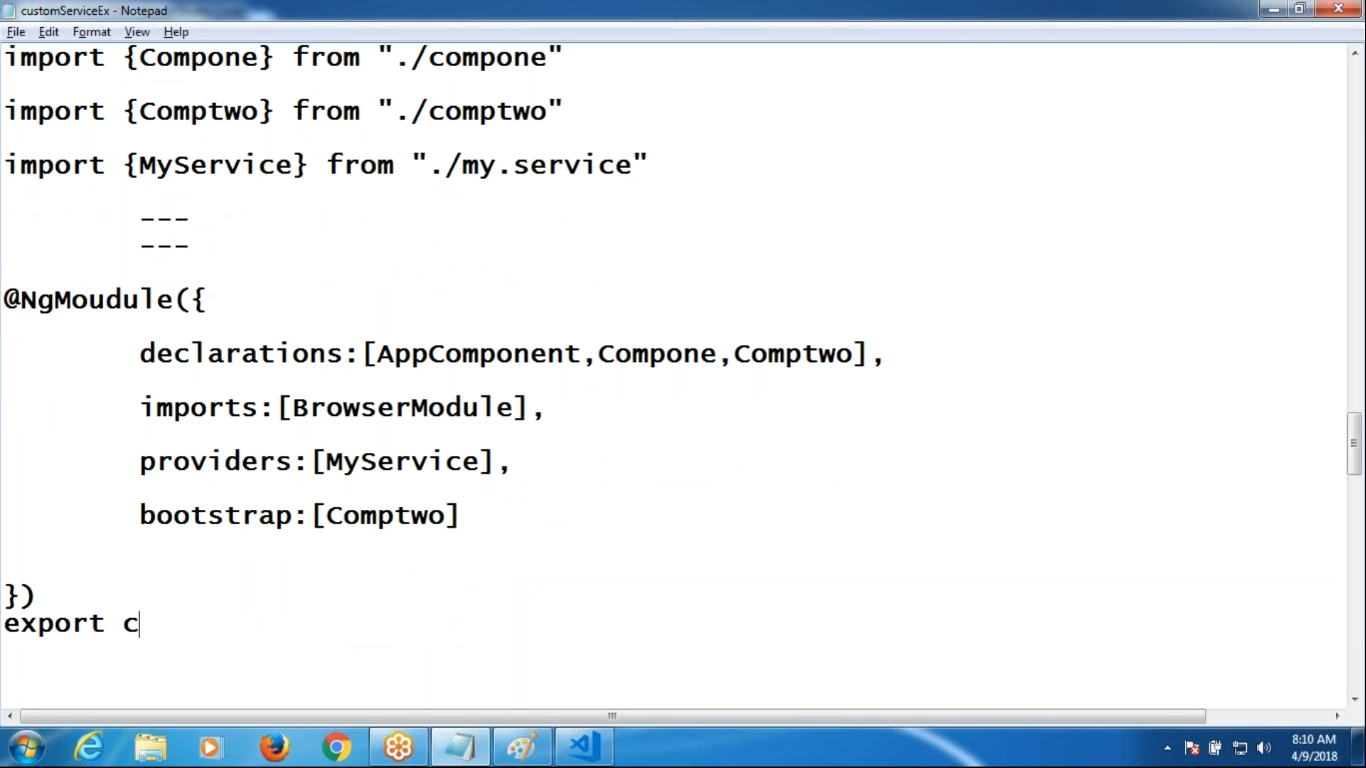 customServiceEx - Notepad
File Edit Format View Help
import {Compone} from "./compone"
import {Comptwo} from "./comptwo"
import {MyService} from "./my.service"
---
---
@NgMoudule({
declarations:[AppComponent,Compone,Comptwo],
imports:[BrowserModule],
providers:[MyService],
bootstrap:[Comptwo]
})
export c
8:10 AM
4/9/2018